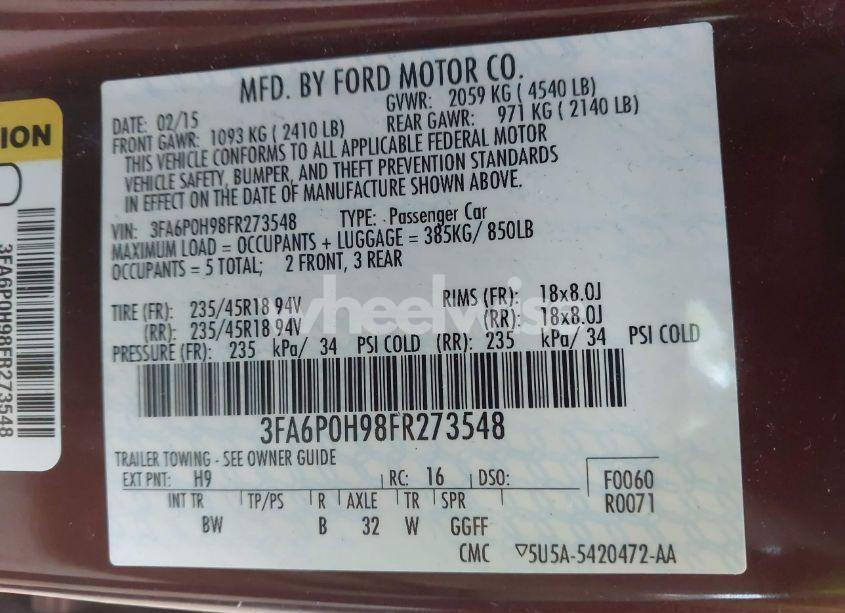 MFD. BY FORD MOTOR CO.
DATE: 02/15 GVWR: 2059 KG ( 4540 LB)
FRONT GAWR: 1093 KG ( 2410 LB) REAR GAWR: 971 KG ( 2140 LB)
THIS VEHICLE CONFORMS TO ALL APPLICABLE FEDERAL MOTOR
VEHICLE SAFETY, BUMPER, AND THEFT PREVENTION STANDARDS
IN EFFECT ON THE DATE OF MANUFACTURE SHOWN ABOVE.
VIN: 3FA6P0H98FR273548 TYPE: Passenger Car
MAXIMUM LOAD = OCCUPANTS + LUGGAGE = 385KG/ 850LB
OCCUPANTS = 5 TOTAL; 2 FRONT, 3 REAR
TIRE (FR): 235/45R18 94V RIMS (FR): 18x8.0J
(RR): 235/45R18 94V (RR): 18x8.0J
PRESSURE (FR): 235 kPa/ 34 PSI COLD (RR): 235 kPa/ 34 PSI COLD
3FA6P0H98FR273548
TRAILER TOWING - SEE OWNER GUIDE
EXT PNT: H9 RC: 16 DSO: F0060
R0071
INT TR TP/PS R AXLE TR SPR
BW B 32 W GGFF
CMC ▽5U5A-5420472-AA
ION
3FA6P0H98FR273548
wheelwise